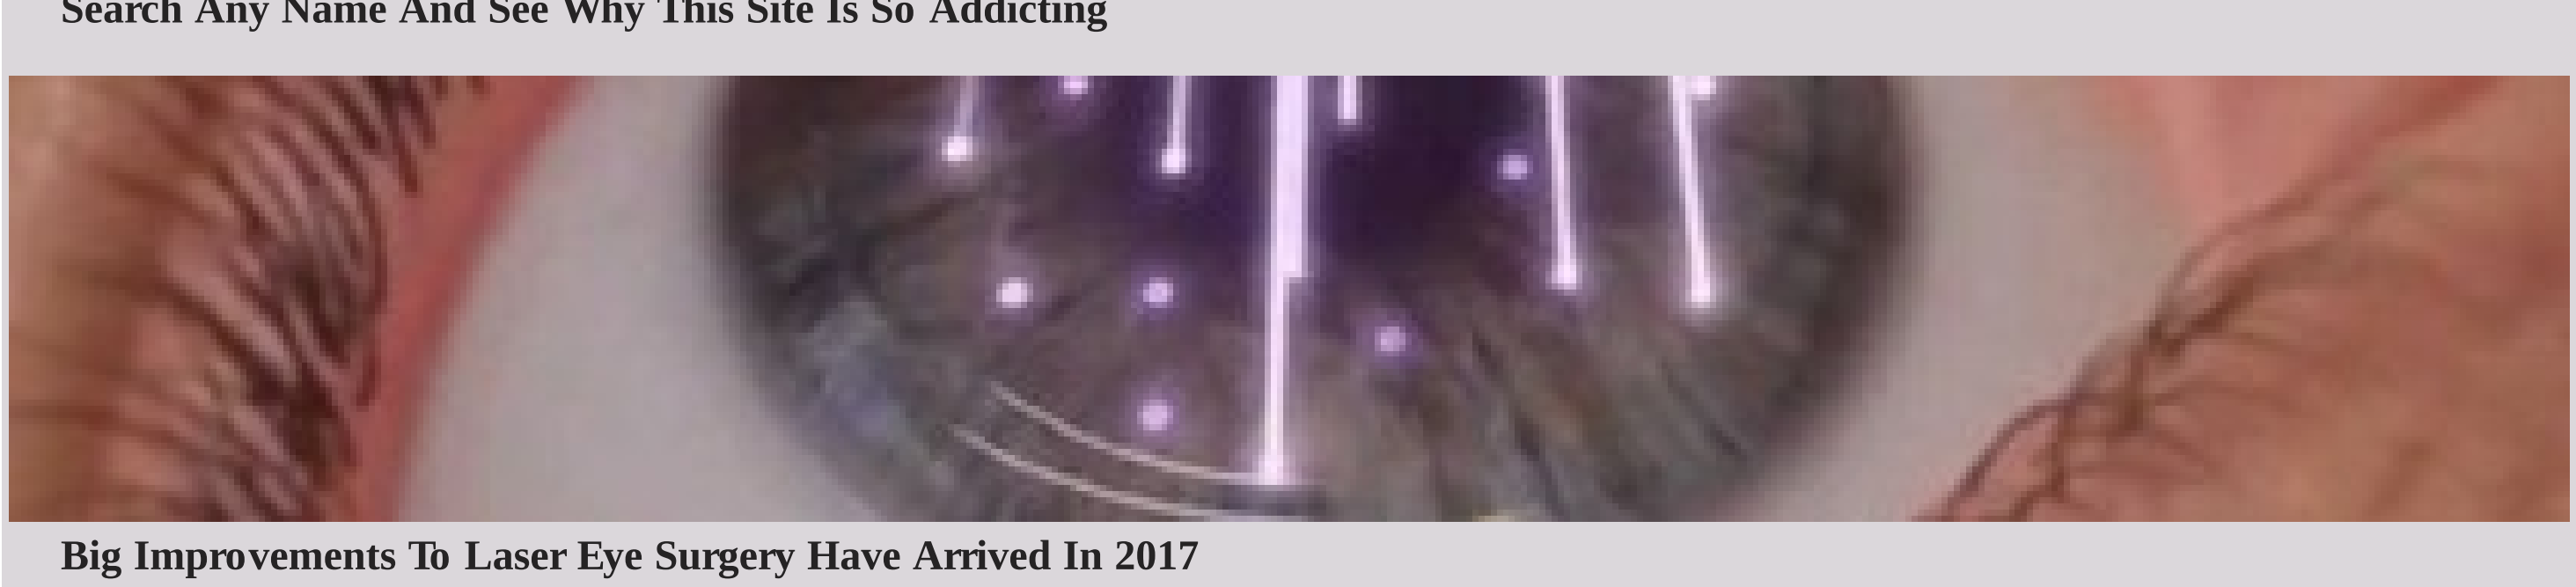 Search Any Name And See Why This Site Is So Addicting
Big Improvements To Laser Eye Surgery Have Arrived In 2017